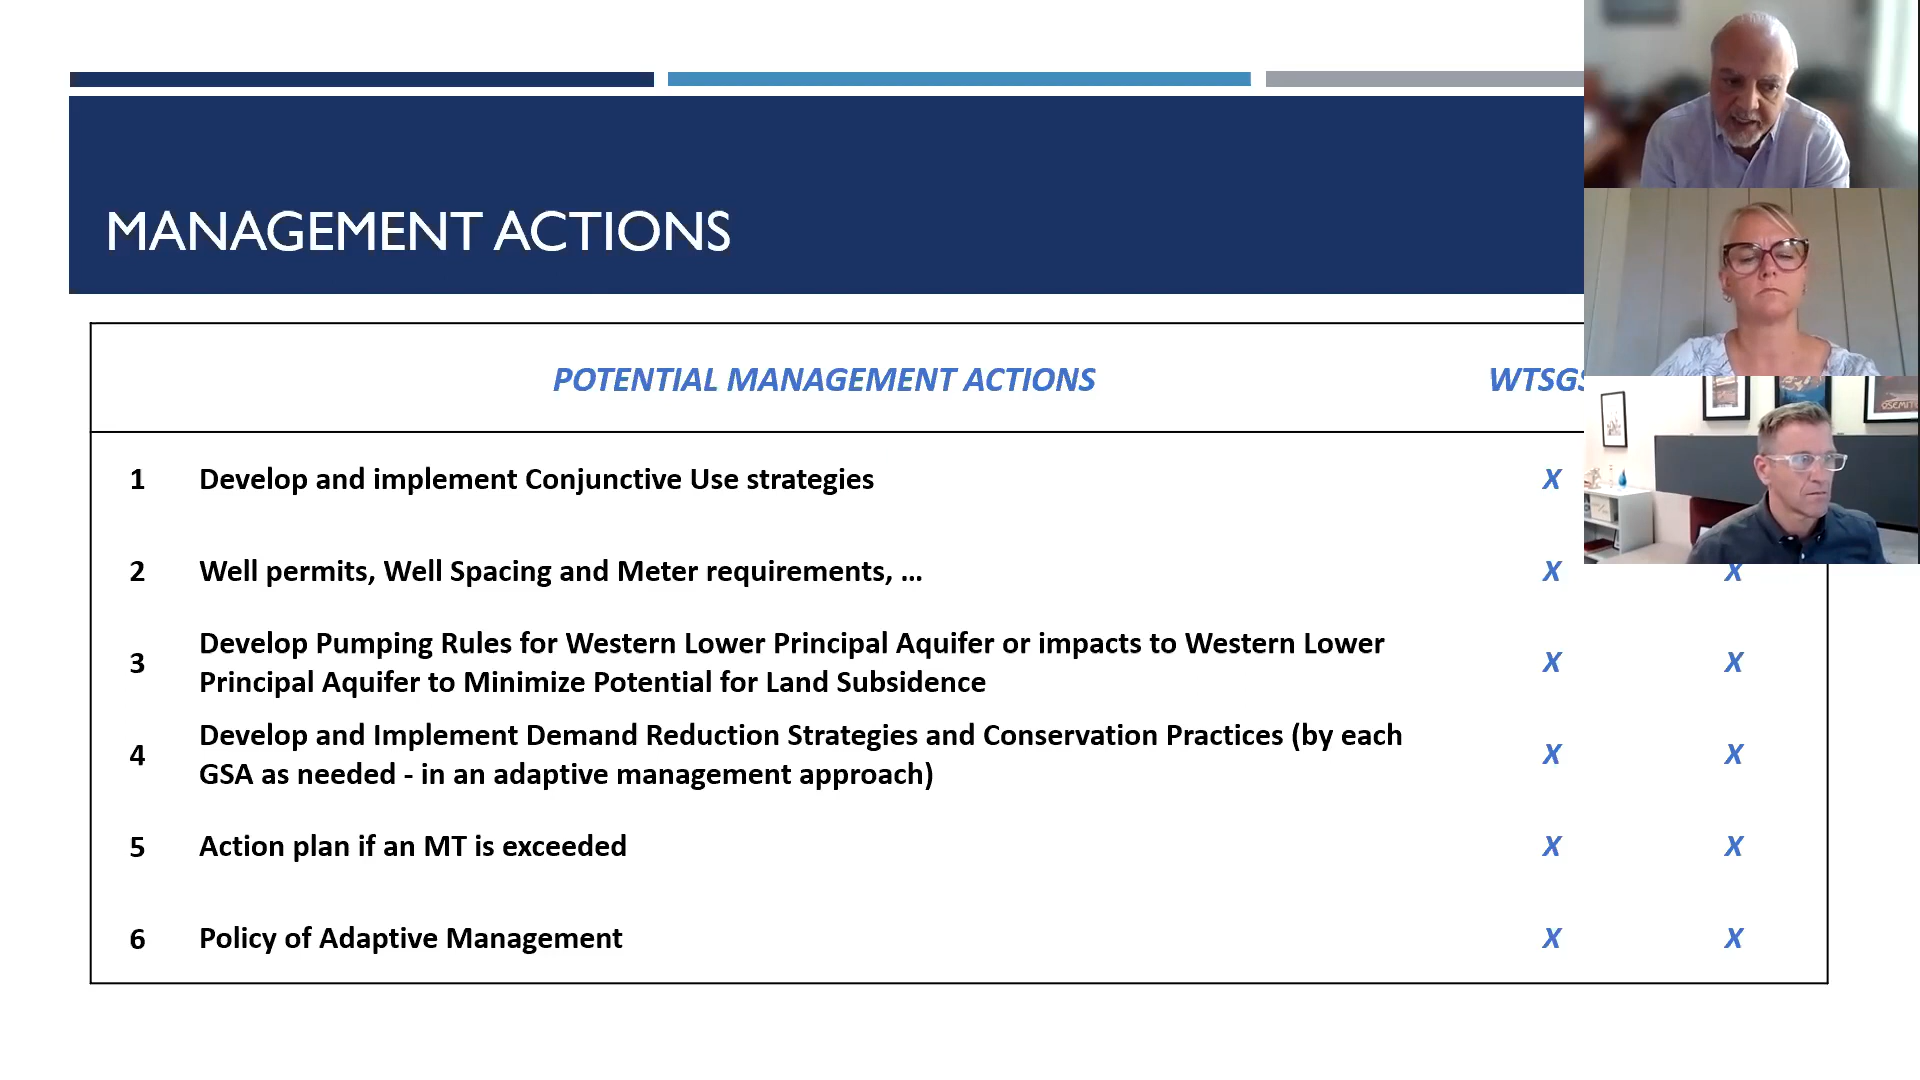 MANAGEMENT ACTIONS
POTENTIAL MANAGEMENT ACTIONS
1 Develop and implement Conjunctive Use strategies X
2 Well permits, Well Spacing and Meter requirements, ... X X
3 Develop Pumping Rules for Western Lower Principal Aquifer or impacts to Western Lower
Principal Aquifer to Minimize Potential for Land Subsidence X X
4 Develop and Implement Demand Reduction Strategies and Conservation Practices (by each
GSA as needed - in an adaptive management approach) X X
5 Action plan if an MT is exceeded X X
6 Policy of Adaptive Management X X